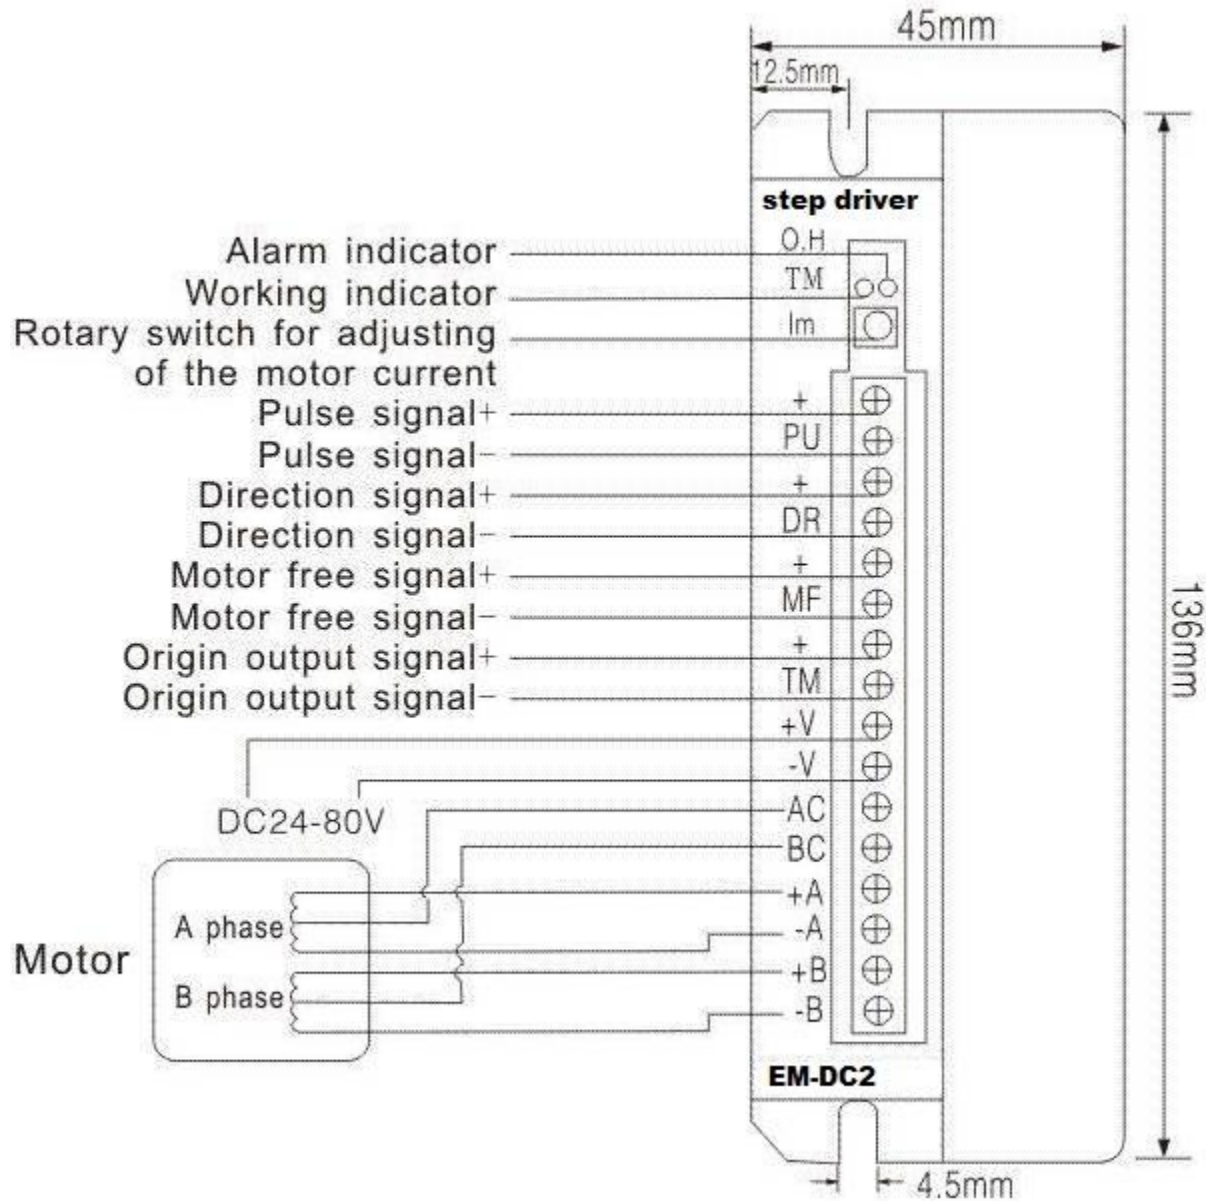 45mm
12.5mm
step driver
Alarm indicator
O.H
Working indicator
TM
Rotary switch for adjusting
of the motor current
Im
Pulse signal+
+
Pulse signal-
PU
Direction signal+
+
Direction signal-
DR
Motor free signal+
+
Motor free signal-
MF
Origin output signal+
+
Origin output signal-
TM
+V
-V
DC24-80V
AC
BC
+A
-A
+B
-B
Motor
A phase
B phase
136mm
EM-DC2
4.5mm